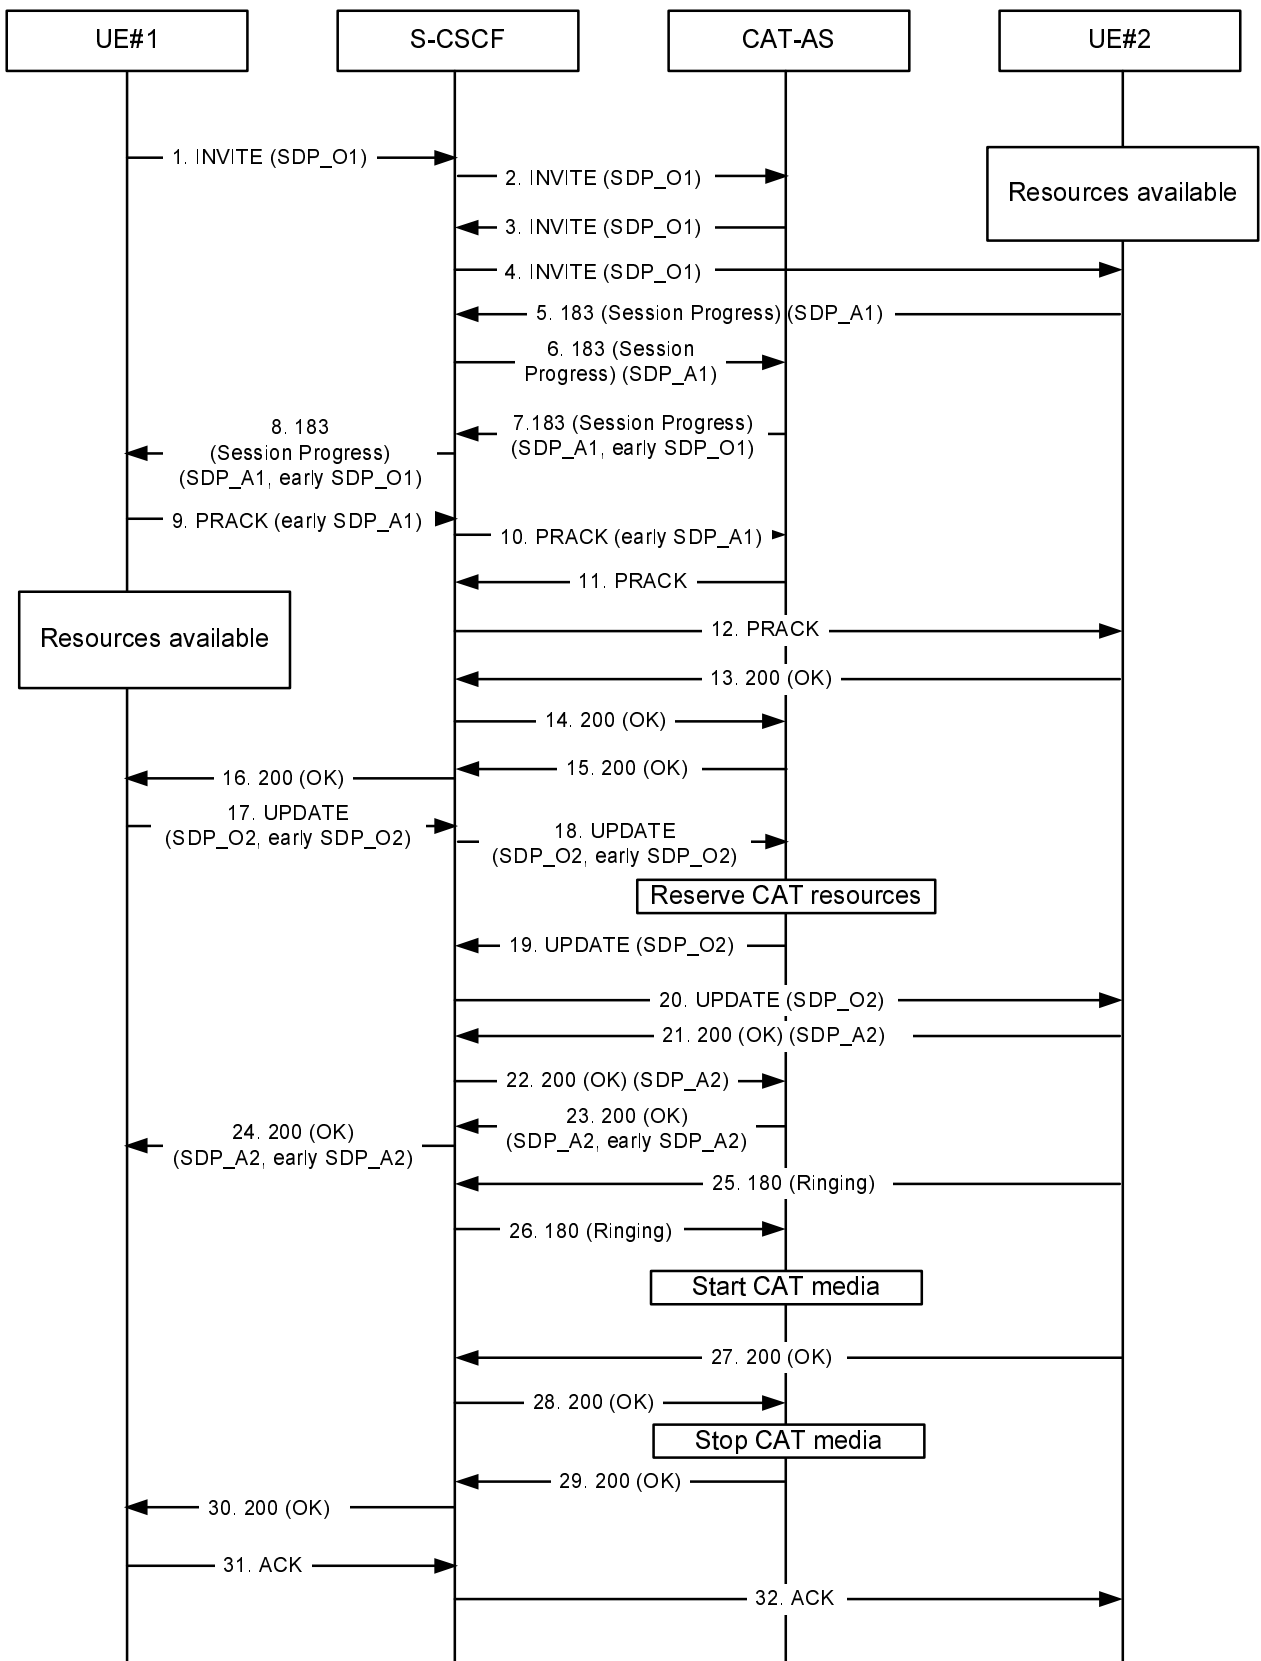 UE#1
S-CSCF
CAT-AS
UE#2
1. INVITE (SDP_O1)
2. INVITE (SDP_O1)
Resources available
3. INVITE (SDP_O1)
4. INVITE (SDP_O1)
5. 183 (Session Progress) (SDP_A1)
6. 183 (Session
Progress) (SDP_A1)
7.183 (Session Progress)
(SDP_A1, early SDP_O1)
8. 183
(Session Progress)
(SDP_A1, early SDP_O1)
9. PRACK (early SDP_A1)
10. PRACK (early SDP_A1)
11. PRACK
Resources available
12. PRACK
13. 200 (OK)
14. 200 (OK)
15. 200 (OK)
16. 200 (OK)
17. UPDATE
(SDP_O2, early SDP_O2)
18. UPDATE
(SDP_O2, early SDP_O2)
Reserve CAT resources
19. UPDATE (SDP_O2)
20. UPDATE (SDP_O2)
21. 200 (OK) (SDP_A2)
22. 200 (OK) (SDP_A2)
23. 200 (OK)
(SDP_A2, early SDP_A2)
24. 200 (OK)
(SDP_A2, early SDP_A2)
25. 180 (Ringing)
26. 180 (Ringing)
Start CAT media
27. 200 (OK)
28. 200 (OK)
Stop CAT media
29. 200 (OK)
30. 200 (OK)
31. ACK
32. ACK